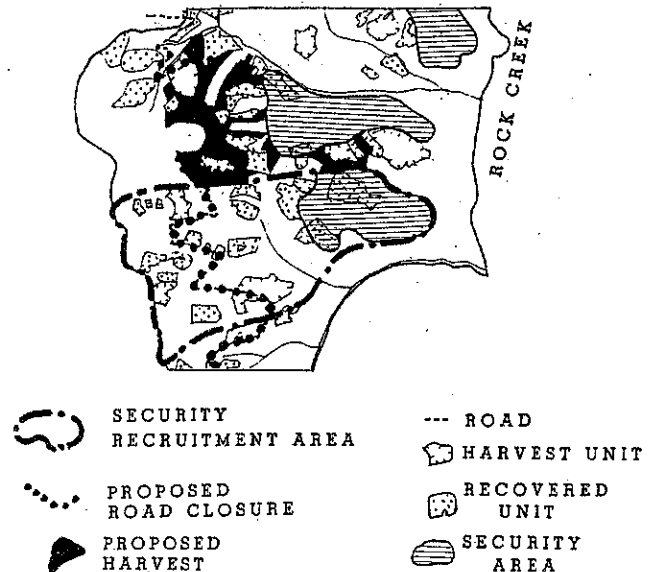 ROCK CREEK
SECURITY
RECRUITMENT AREA
PROPOSED
ROAD CLOSURE
PROPOSED
HARVEST
ROAD
HARVEST UNIT
RECOVERED
UNIT
SECURITY
AREA